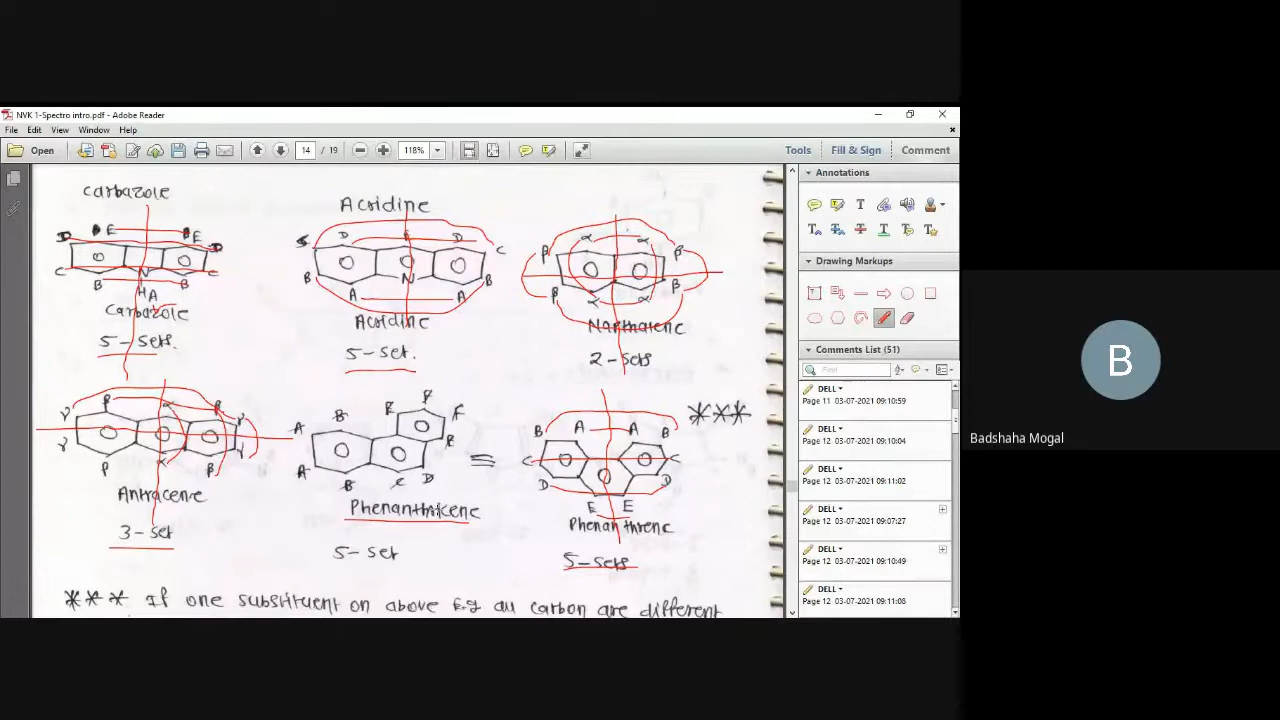 NVK 1-Spectro intro.pdf - Adobe Reader
File Edit View Window Help
Open 14 / 19 118% Tools Fill & Sign Comment
Annotations
Drawing Markups
Comments List (51)
Find
DELL
Page 11 03-07-2021 09:10:59
DELL
Page 12 03-07-2021 09:10:04
DELL
Page 12 03-07-2021 09:11:02
DELL
Page 12 03-07-2021 09:07:27
DELL
Page 12 03-07-2021 09:10:49
DELL
Page 12 03-07-2021 09:11:08
DELL
Carbazole
D E E D
C B N B C
H A
Carbazole
5-Sets.
Acridine
D E D C
B A N A B
Acridine
5-Set.
β α α β
β α α β
2-Sets
γ β α β γ
γ β α β γ
Antracene
3-Set
A B
A B C D
Phenanthricene
5-Set
≡
B A A B
C C
D D
E E
Phenanthrene
5-Sets
***
*** If one substituent on above E.g all carbon are different
B
Badshaha Mogal